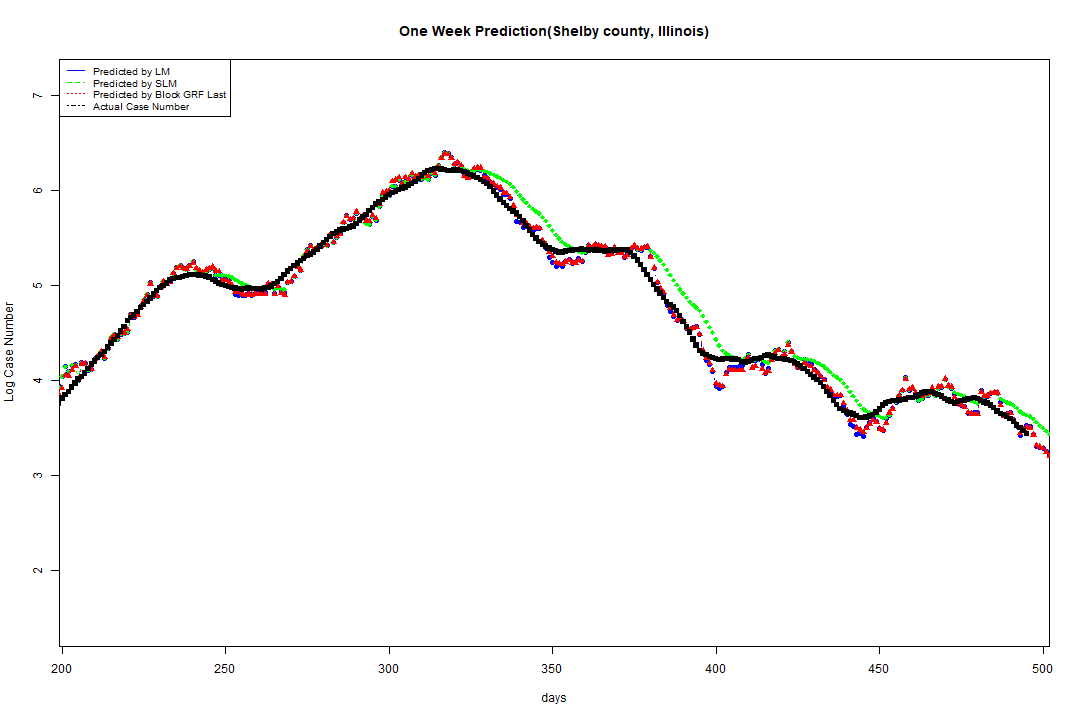 One Week Prediction(Shelby county, Illinois)
Predicted by LM
Predicted by SLM
Predicted by Block GRF Last
Actual Case Number
7
6
5
4
3
2
Log Case Number
200 250 300 350 400 450 500
days